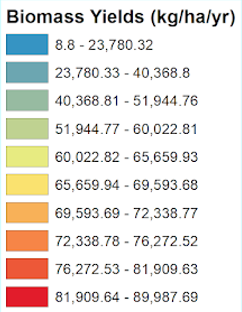 Biomass Yields (kg/ha/yr)
8.8 - 23,780.32
23,780.33 - 40,368.8
40,368.81 - 51,944.76
51,944.77 - 60,022.81
60,022.82 - 65,659.93
65,659.94 - 69,593.68
69,593.69 - 72,338.77
72,338.78 - 76,272.52
76,272.53 - 81,909.63
81,909.64 - 89,987.69